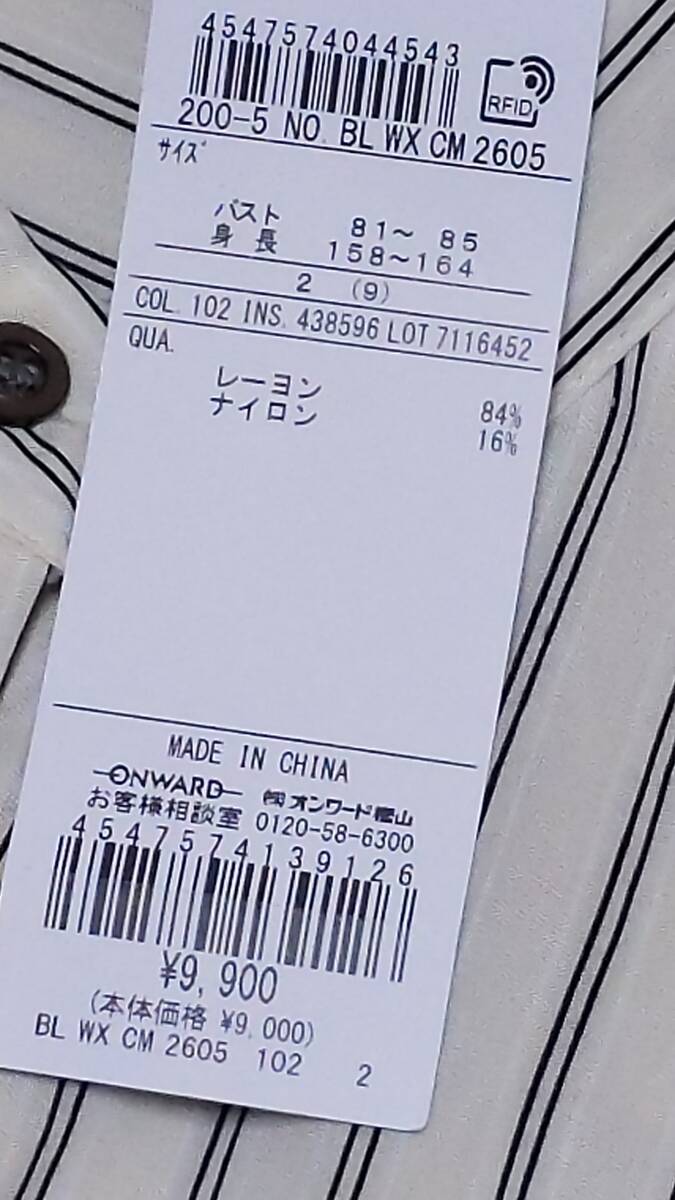 4547574044543
RFID
200-5 NO. BL WX CM 2605
ｻｲｽﾞ
バスト 81～ 85
身 長 158～164
2 (9)
COL. 102 INS. 438596 LOT 7116452
QUA.
レーヨン 84%
ナイロン 16%
MADE IN CHINA
ONWARD ㈱オンワード樫山
お客様相談室 0120-58-6300
4547574139126
¥9,900
(本体価格 ¥9,000)
BL WX CM 2605 102 2